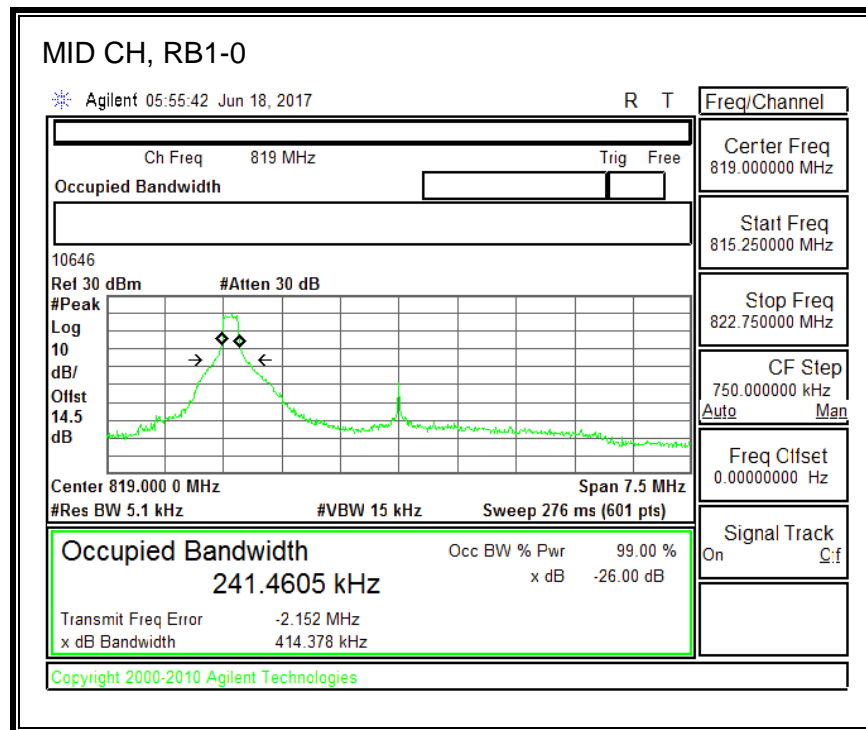 MID CH, RB1-0
Agilent 05:55:42 Jun 18, 2017 R T
Ch Freq 819 MHz Trig Free
Occupied Bandwidth
10646
Ref 30 dBm #Atten 30 dB
#Peak
Log
10
dB/
Offst
14.5
dB
Center 819.000 0 MHz Span 7.5 MHz
#Res BW 5.1 kHz #VBW 15 kHz Sweep 276 ms (601 pts)
Occupied Bandwidth Occ BW % Pwr 99.00 %
241.4605 kHz x dB -26.00 dB
Transmit Freq Error -2.152 MHz
x dB Bandwidth 414.378 kHz
Copyright 2000-2010 Agilent Technologies
Freq/Channel
Center Freq
819.000000 MHz
Start Freq
815.250000 MHz
Stop Freq
822.750000 MHz
CF Step
750.000000 kHz
Auto Man
Freq Offset
0.00000000 Hz
Signal Track
On Off